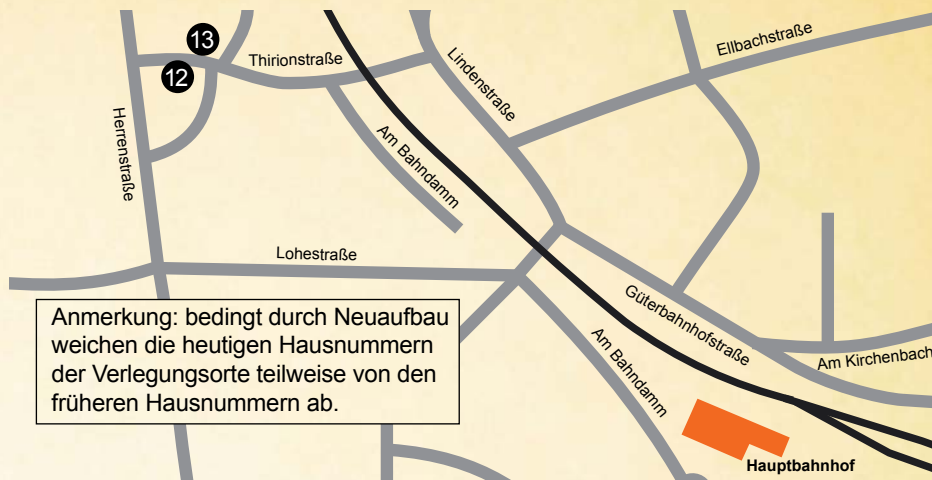 13
12
Thirionstraße
Lindenstraße
Ellbachstraße
Herrenstraße
Am Bahndamm
Lohestraße
Güterbahnhofstraße
Am Bahndamm
Am Kirchenbach
Anmerkung: bedingt durch Neuaufbau
weichen die heutigen Hausnummern
der Verlegungsorte teilweise von den
früheren Hausnummern ab.
Hauptbahnhof